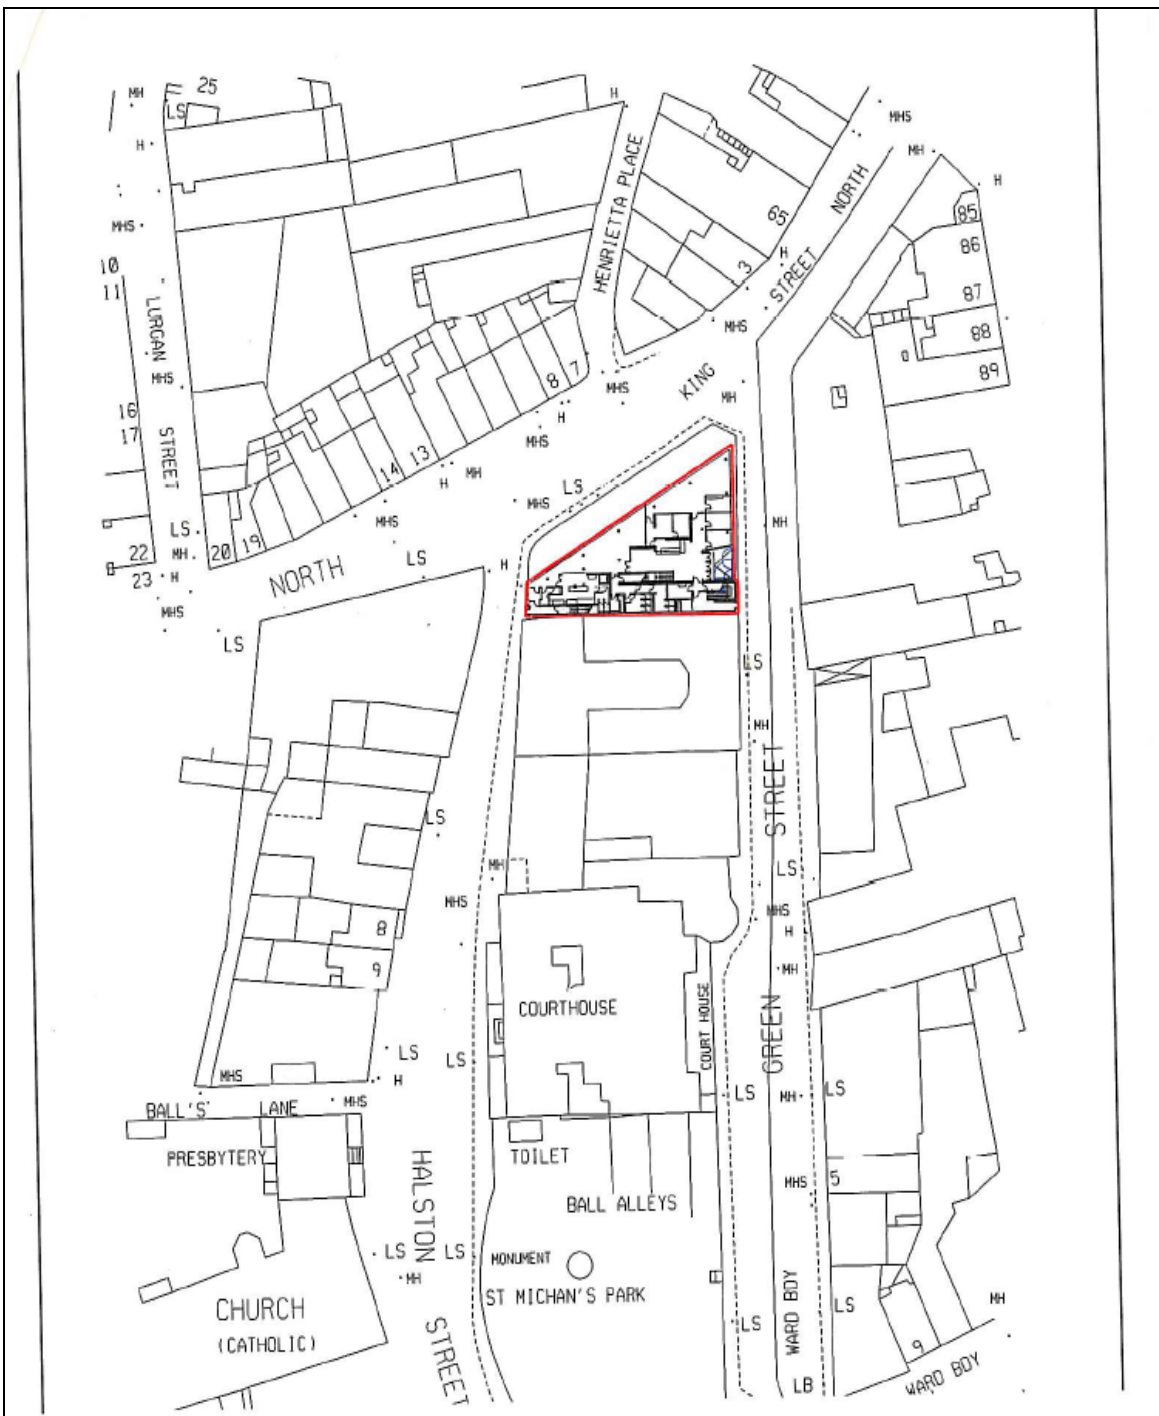 MH
25
LS
H
MHS
10
11
LURGAN
MHS
16
17
STREET
LS
MH
22
23
H
MHS
LS
20
19
14
13
8
7
H
MH
MHS
H
MHS
MHS
LS
NORTH
LS
MHS
H
HENRIETTA PLACE
H
65
3
H
MHS
KING
MH
STREET
NORTH
MHS
MH
H
85
86
87
88
89
MH
LS
MH
STREET
LS
MHS
H
MH
GREEN
LS
MH
LS
LS
MH
MHS
8
9
COURTHOUSE
COURT HOUSE
LS
LS
H
MHS
MHS
BALL'S LANE
PRESBYTERY
TOILET
BALL ALLEYS
MHS
5
HALSTON
LS
LS
MH
MONUMENT
ST MICHAN'S PARK
CHURCH
(CATHOLIC)
STREET
LS
WARD BDY
LS
LB
9
WARD BDY
MH